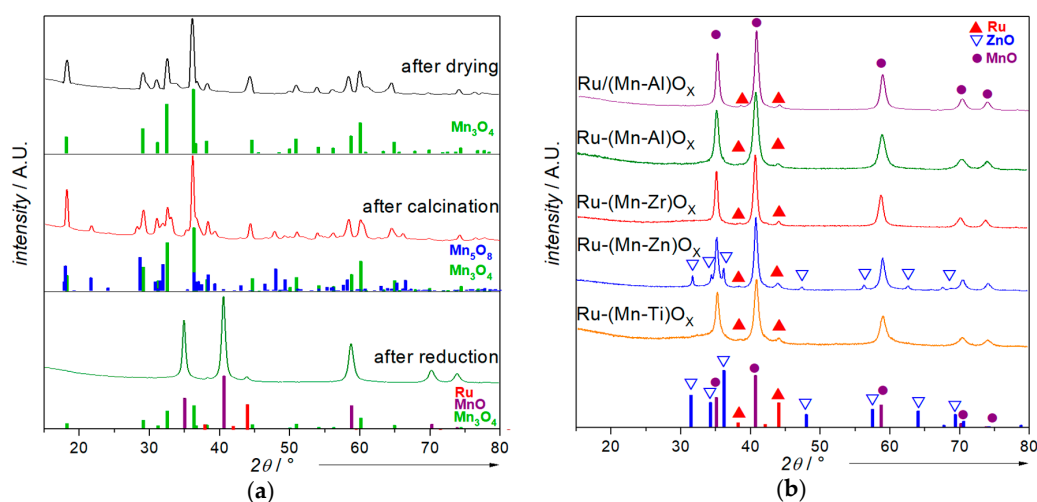 after drying
Mn3O4
after calcination
Mn5O8
Mn3O4
after reduction
Ru
MnO
Mn3O4
intensity / A.U.
20 30 40 50 60 70 80
2θ / °
(a)
Ru
ZnO
MnO
Ru/(Mn-Al)OX
Ru-(Mn-Al)OX
Ru-(Mn-Zr)OX
Ru-(Mn-Zn)OX
Ru-(Mn-Ti)OX
intensity / A.U.
20 30 40 50 60 70 80
2θ / °
(b)